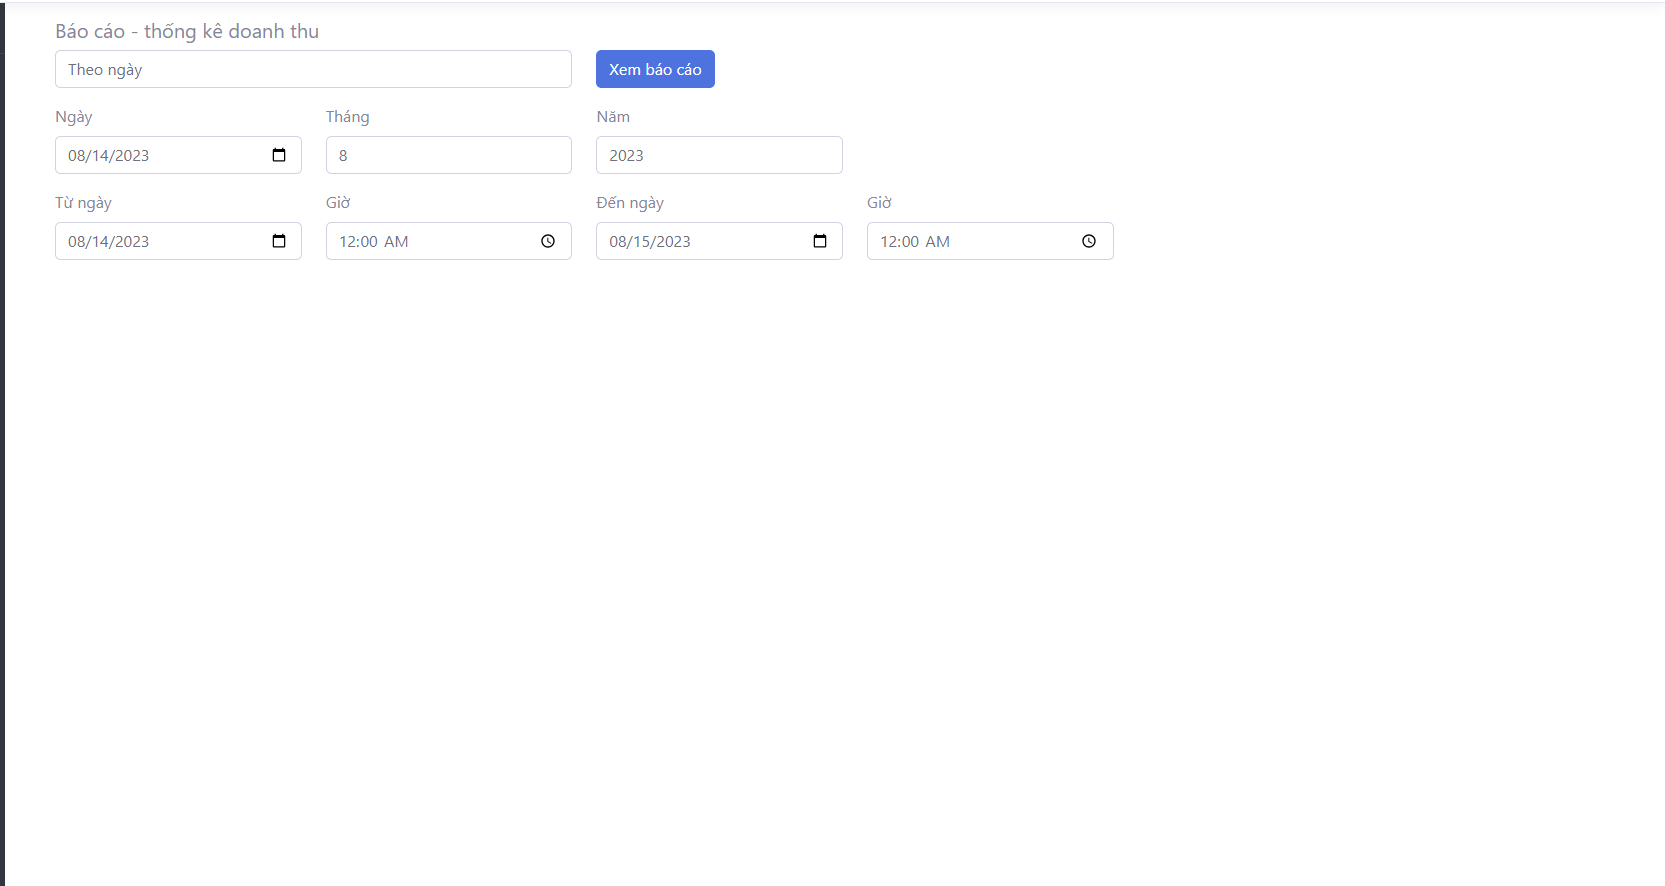 Báo cáo - thống kê doanh thu
Theo ngày Xem báo cáo
Ngày Tháng Năm
08/14/2023 8 2023
Từ ngày Giờ Đến ngày Giờ
08/14/2023 12:00 AM 08/15/2023 12:00 AM